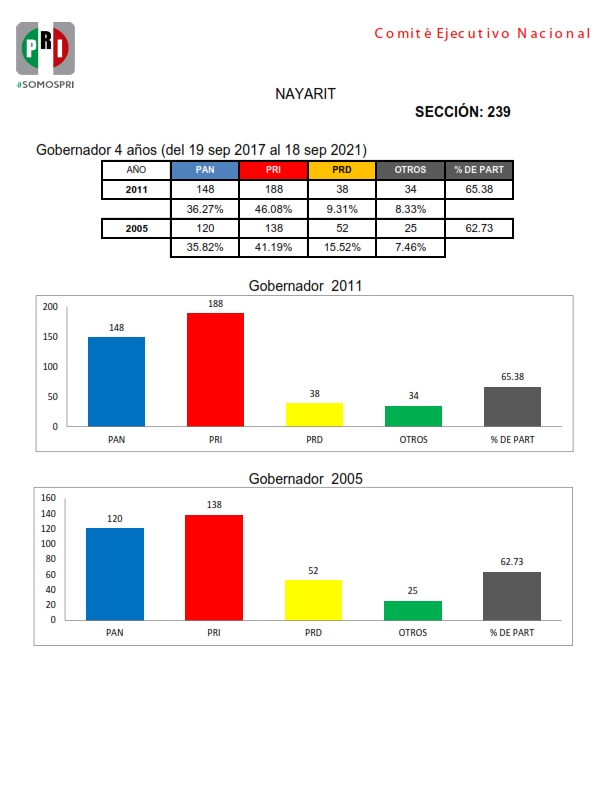 Comité Ejecutivo Nacional
PRI
#SOMOSPRI
NAYARIT
SECCIÓN: 239
Gobernador 4 años (del 19 sep 2017 al 18 sep 2021)
AÑO PAN PRI PRD OTROS % DE PART
2011 148 188 38 34 65.38
36.27% 46.08% 9.31% 8.33%
2005 120 138 52 25 62.73
35.82% 41.19% 15.52% 7.46%
Gobernador 2011
200
150
100
50
0
148
188
38
34
65.38
PAN PRI PRD OTROS % DE PART
Gobernador 2005
160
140
120
100
80
60
40
20
0
120
138
52
25
62.73
PAN PRI PRD OTROS % DE PART